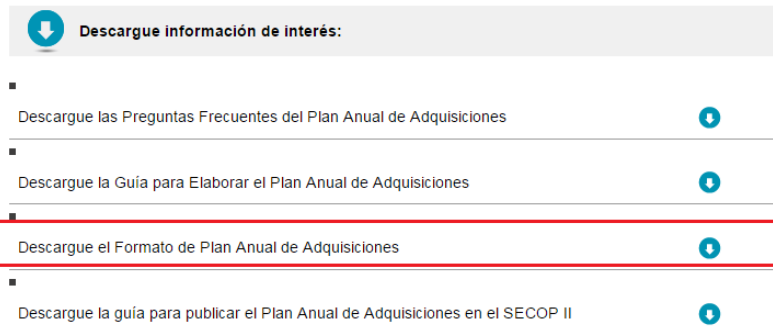 Descargue información de interés:
Descargue las Preguntas Frecuentes del Plan Anual de Adquisiciones
Descargue la Guía para Elaborar el Plan Anual de Adquisiciones
Descargue el Formato de Plan Anual de Adquisiciones
Descargue la guía para publicar el Plan Anual de Adquisiciones en el SECOP II